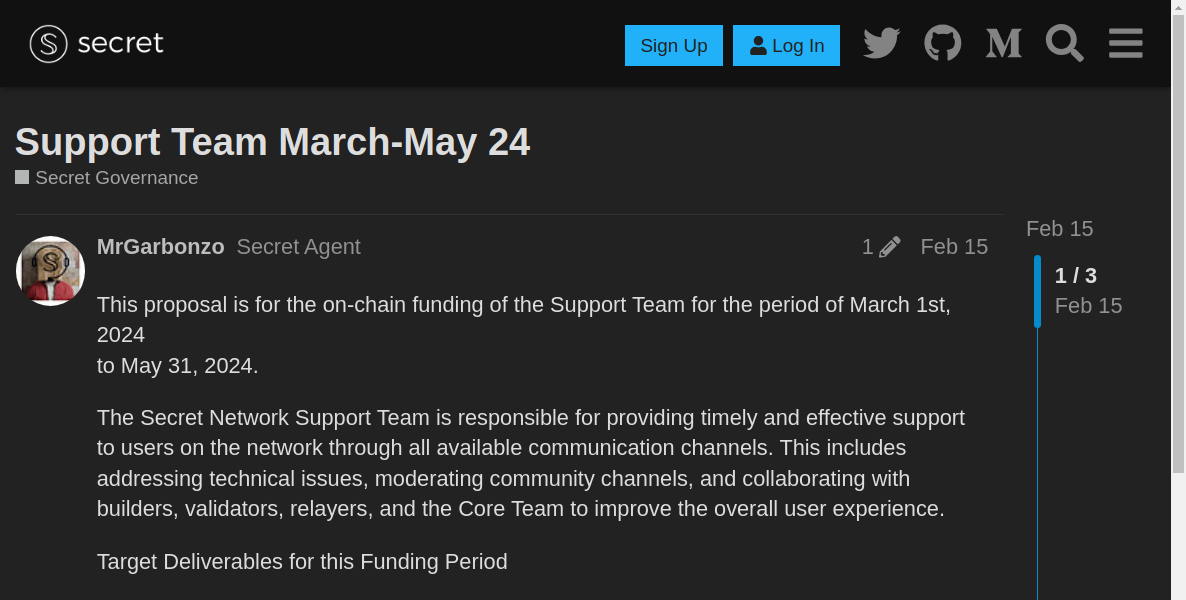 secret
Sign Up
Log In
Support Team March-May 24
Secret Governance
MrGarbonzo Secret Agent
1
Feb 15
Feb 15
1 / 3
Feb 15
This proposal is for the on-chain funding of the Support Team for the period of March 1st,
2024
to May 31, 2024.
The Secret Network Support Team is responsible for providing timely and effective support
to users on the network through all available communication channels. This includes
addressing technical issues, moderating community channels, and collaborating with
builders, validators, relayers, and the Core Team to improve the overall user experience.
Target Deliverables for this Funding Period